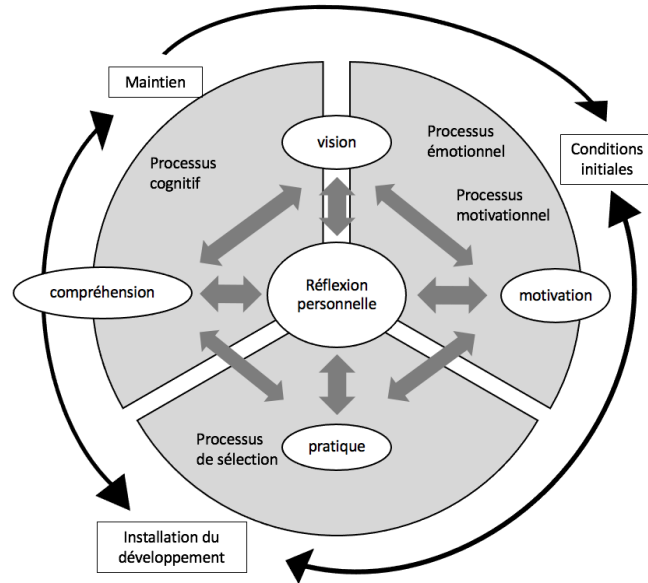 Maintien
vision
Processus
émotionnel
Conditions
initiales
Processus
cognitif
Processus
motivationnel
compréhension
Réflexion
personnelle
motivation
Processus
de sélection
pratique
Installation du
développement